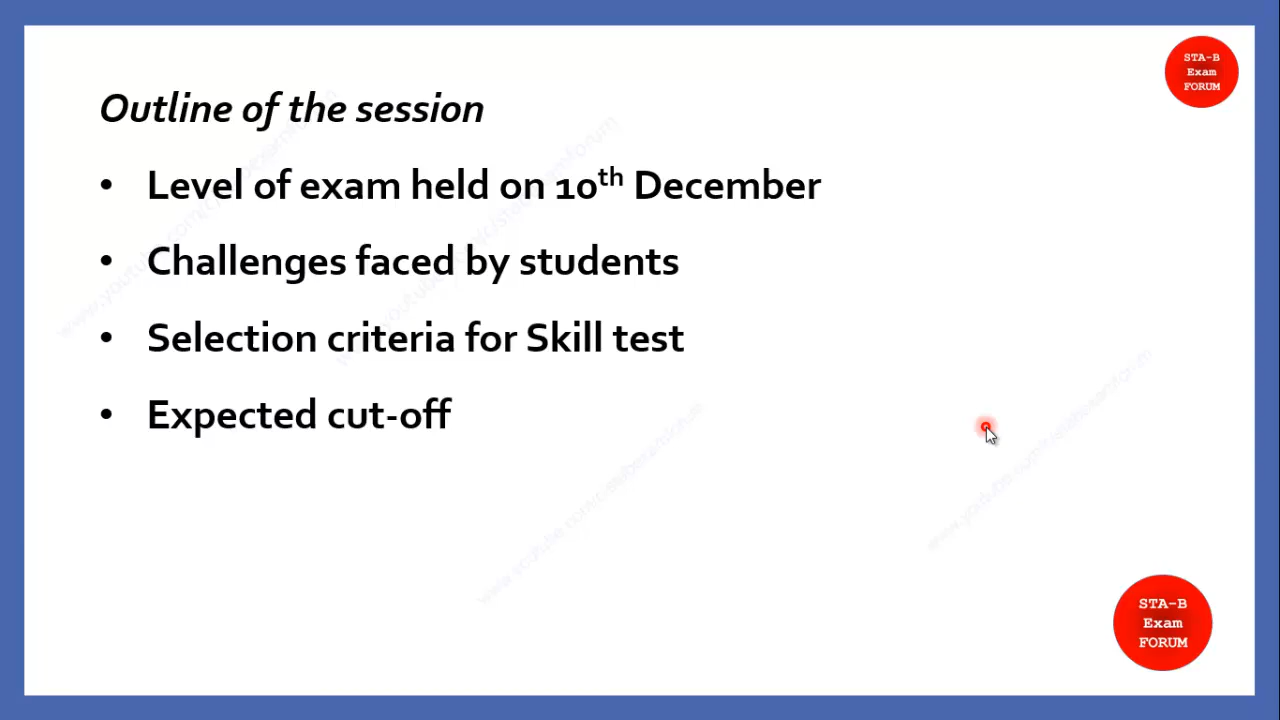 STA-B
Exam
FORUM
Outline of the session
• Level of exam held on 10th December
• Challenges faced by students
• Selection criteria for Skill test
• Expected cut-off
STA-B
Exam
FORUM